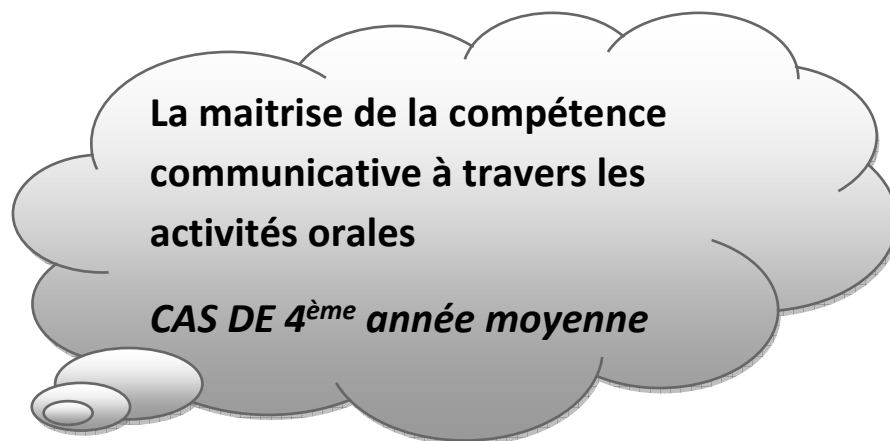 La maitrise de la compétence
communicative à travers les
activités orales
CAS DE 4ème année moyenne